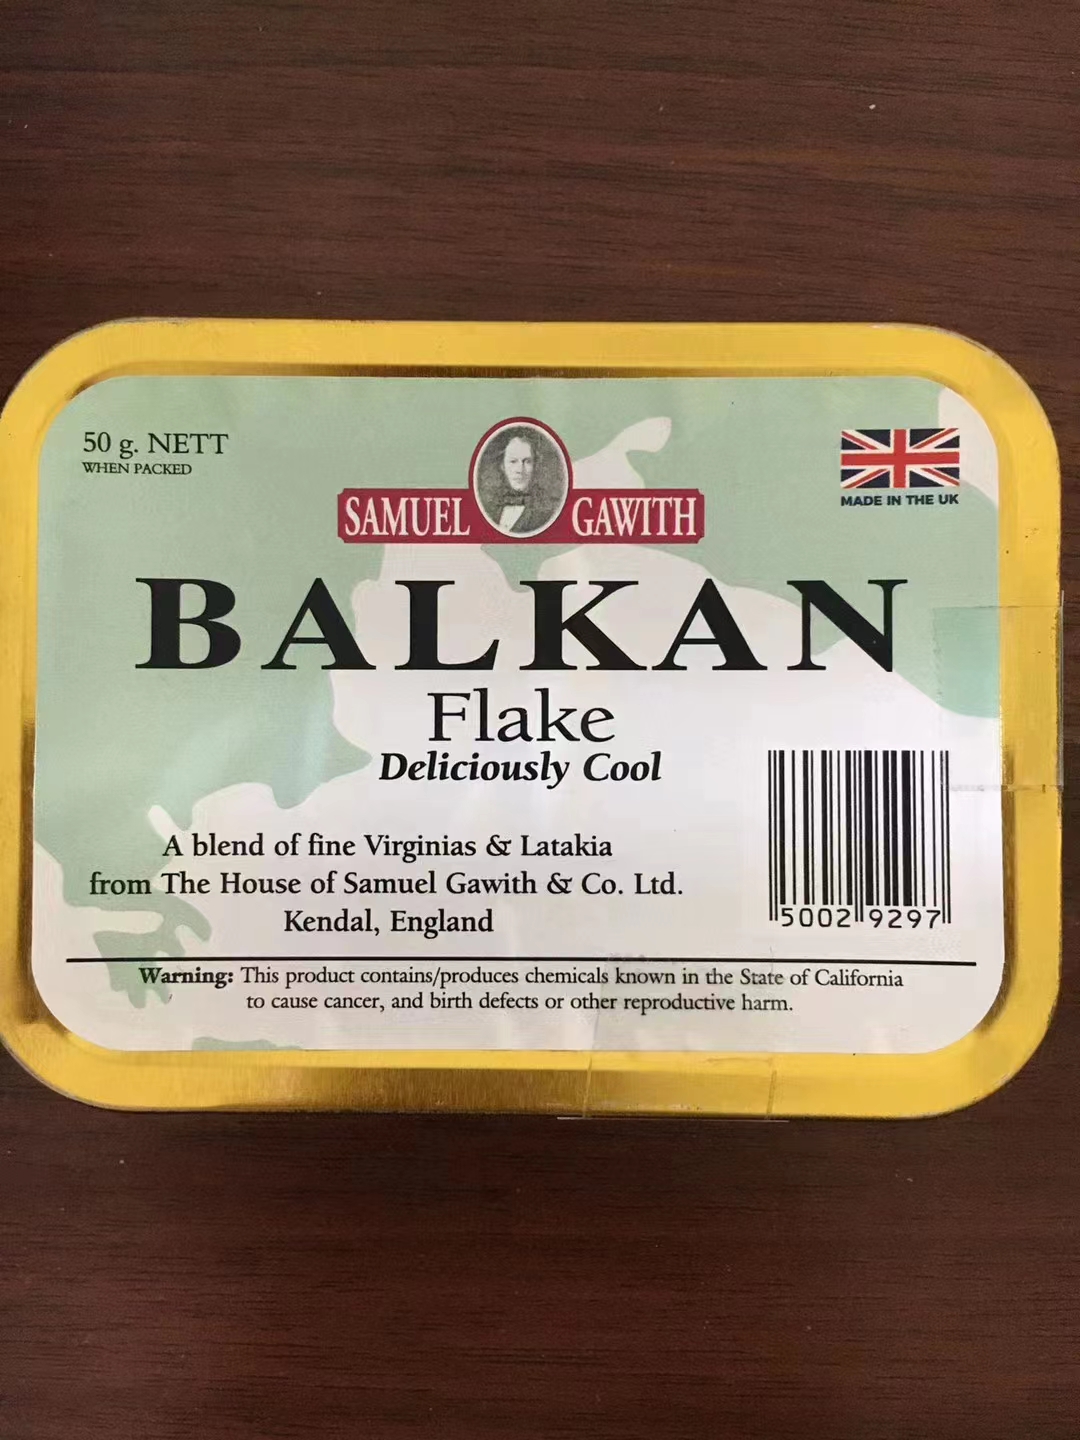 50 g. NETT
WHEN PACKED
SAMUEL GAWITH
MADE IN THE UK
BALKAN
Flake
Deliciously Cool
A blend of fine Virginias & Latakia
from The House of Samuel Gawith & Co. Ltd.
Kendal, England
5002 9297
Warning: This product contains/produces chemicals known in the State of California
to cause cancer, and birth defects or other reproductive harm.